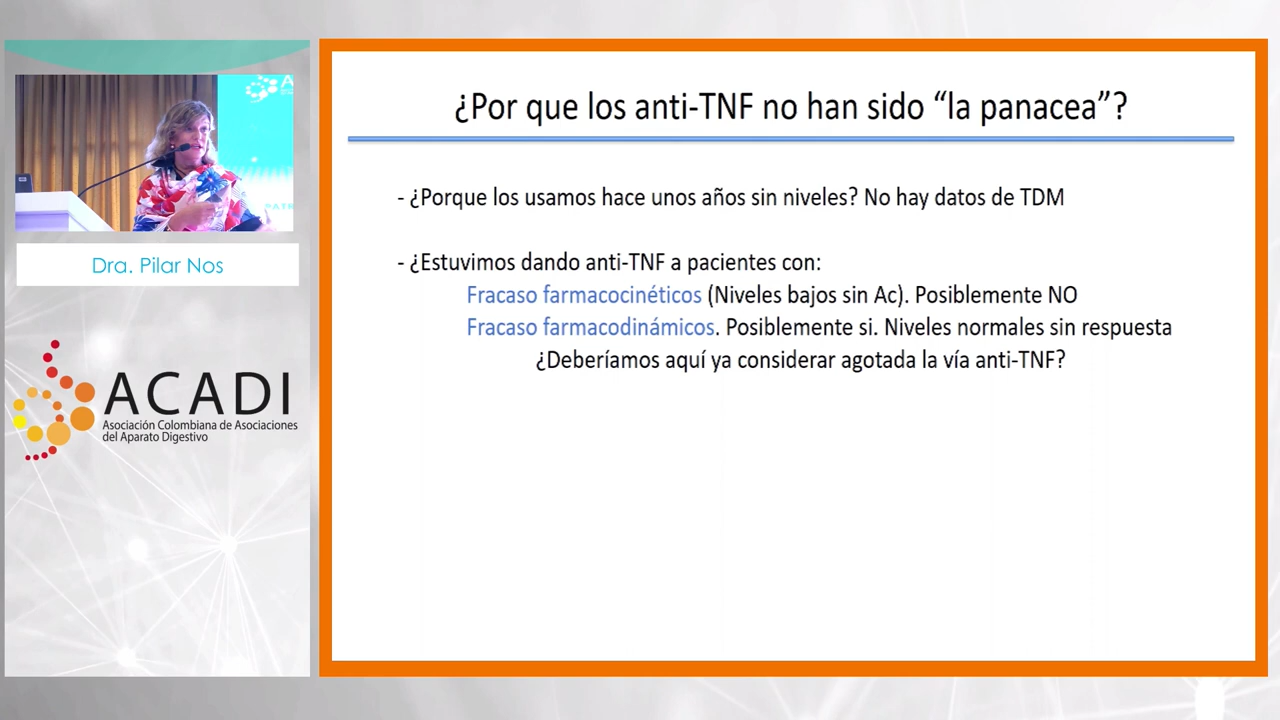 ¿Por que los anti-TNF no han sido “la panacea”?
- ¿Porque los usamos hace unos años sin niveles? No hay datos de TDM
- ¿Estuvimos dando anti-TNF a pacientes con:
Fracaso farmacocinéticos (Niveles bajos sin Ac). Posiblemente NO
Fracaso farmacodinámicos. Posiblemente si. Niveles normales sin respuesta
¿Deberíamos aquí ya considerar agotada la vía anti-TNF?
Dra. Pilar Nos
ACADI
Asociación Colombiana de Asociaciones
del Aparato Digestivo